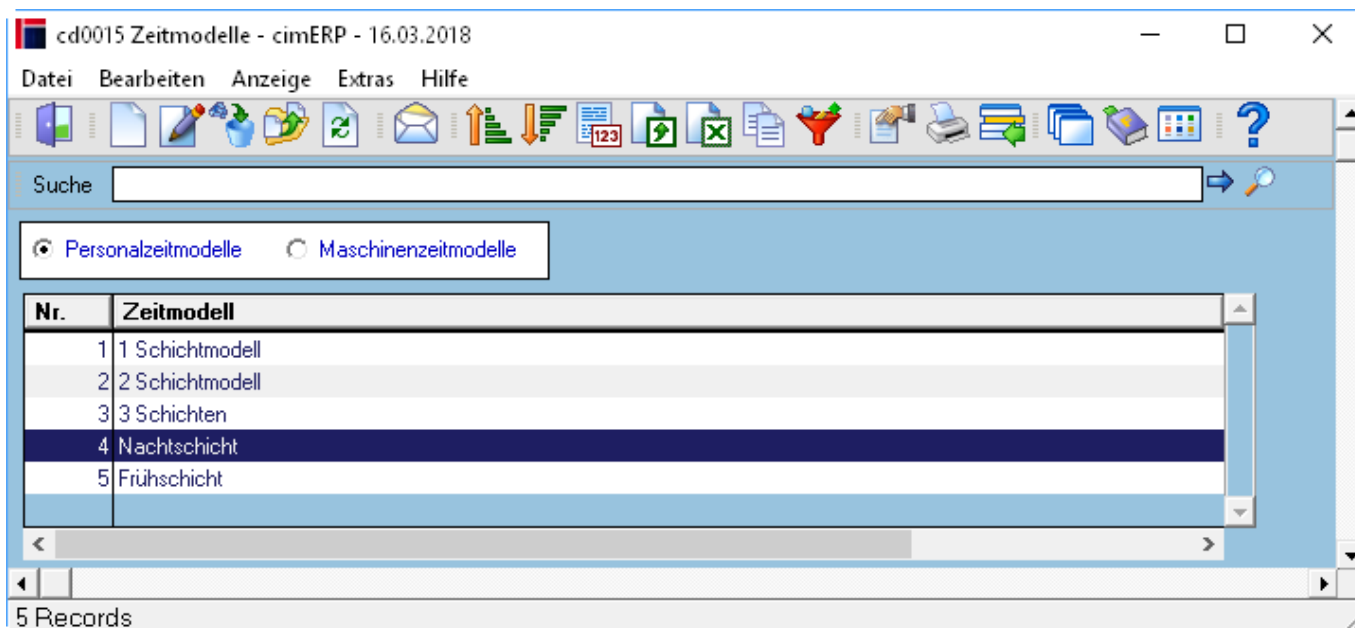 cd0015 Zeitmodelle - cimERP - 16.03.2018
Datei Bearbeiten Anzeige Extras Hilfe
123
Suche
Personalzeitmodelle Maschinenzeitmodelle
Nr. Zeitmodell
1 1 Schichtmodell
2 2 Schichtmodell
3 3 Schichten
4 Nachtschicht
5 Frühschicht
5 Records